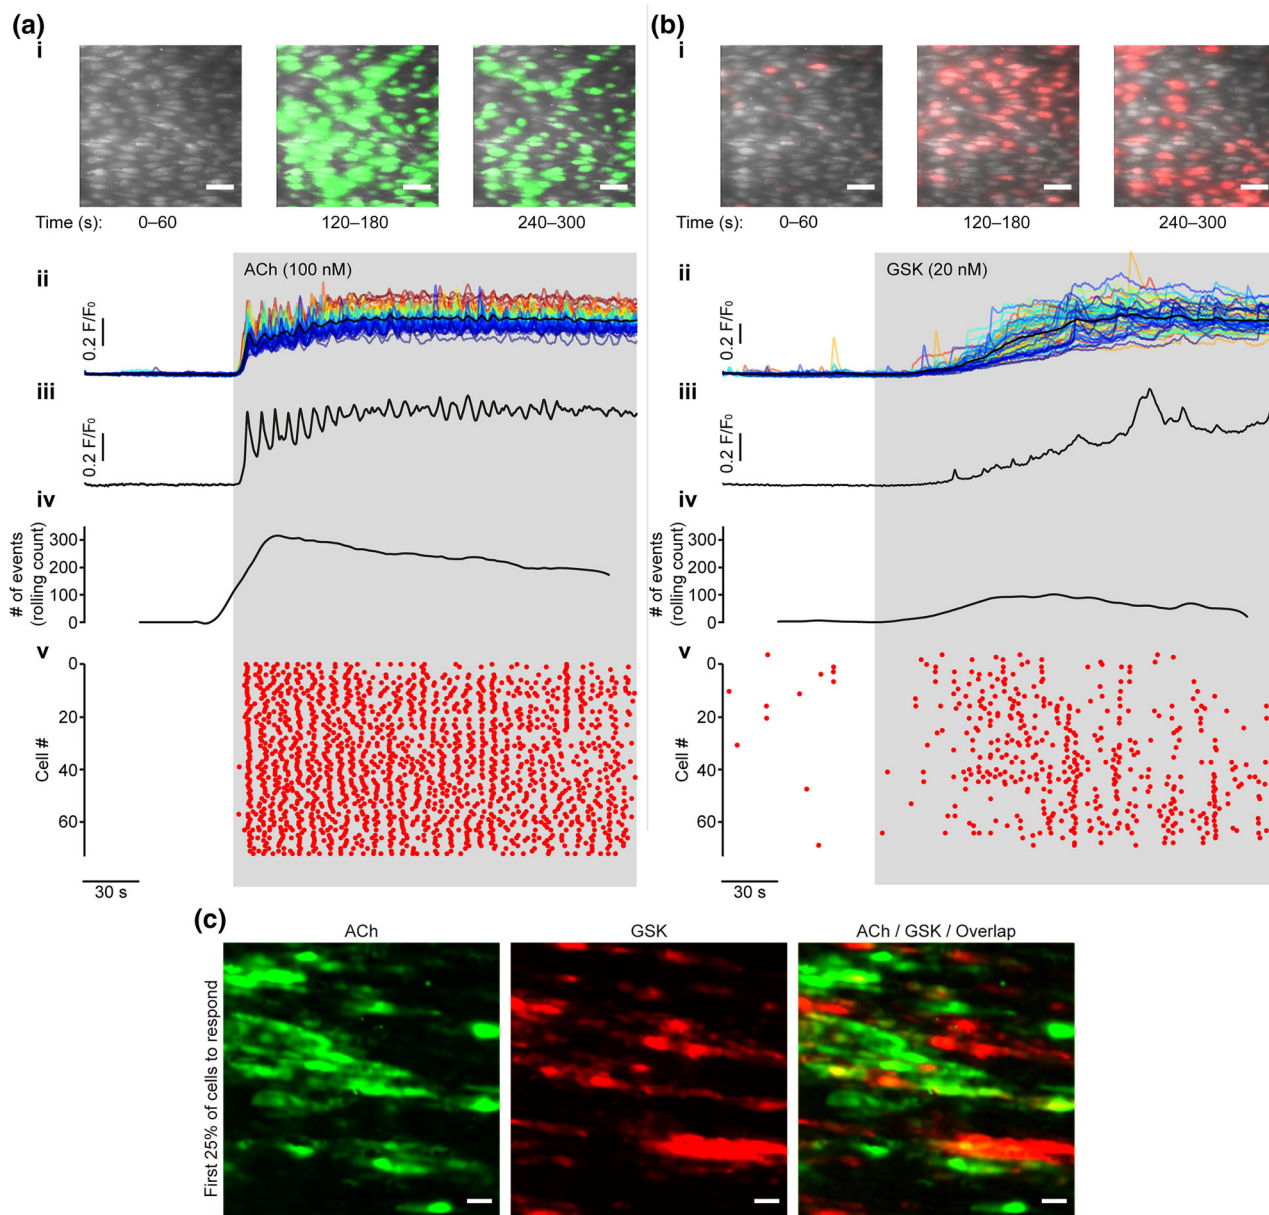 (a)
i
Time (s):
0–60
120–180
240–300
ii
ACh (100 nM)
0.2 F/F₀
iii
0.2 F/F₀
iv
# of events
(rolling count)
300
200
100
0
v
Cell #
0
20
40
60
30 s
(b)
i
Time (s):
0–60
120–180
240–300
ii
GSK (20 nM)
0.2 F/F₀
iii
0.2 F/F₀
iv
# of events
(rolling count)
300
200
100
0
v
Cell #
0
20
40
60
30 s
(c)
ACh
GSK
ACh / GSK / Overlap
First 25% of cells to respond